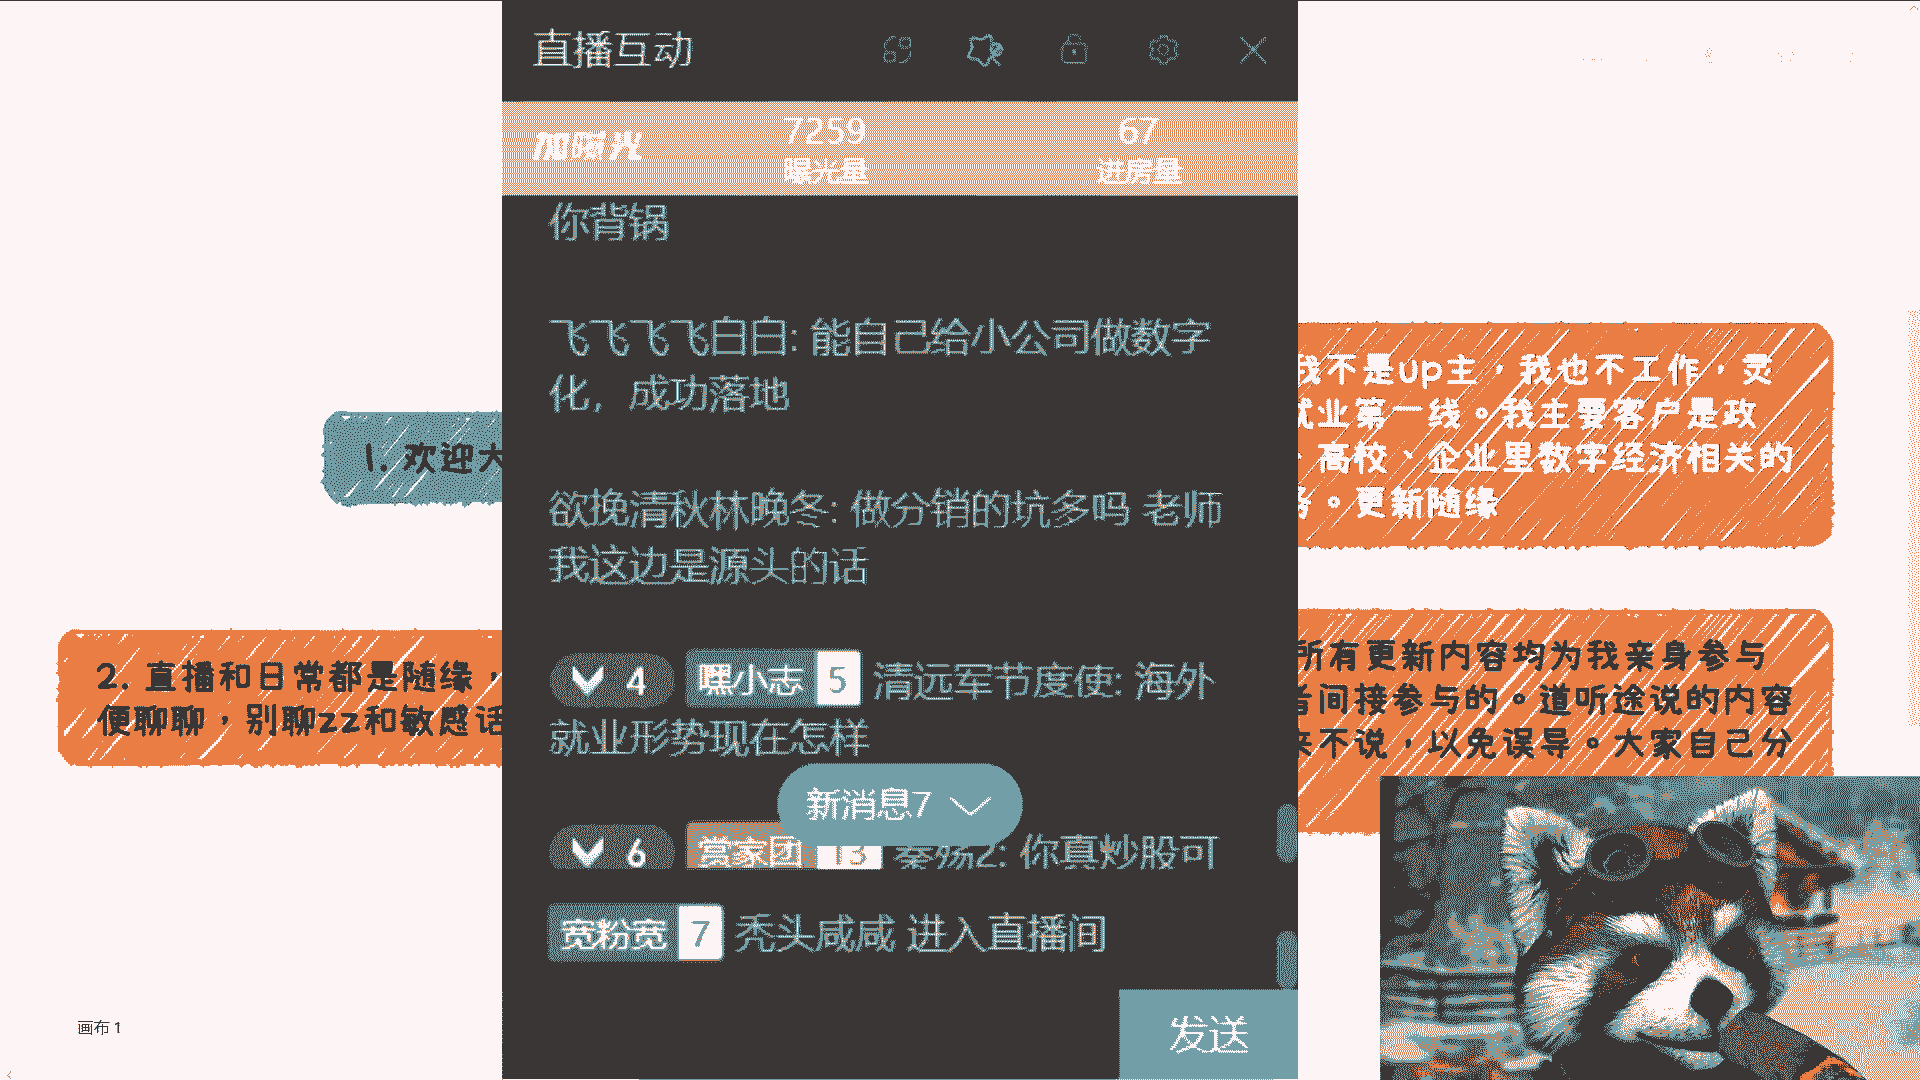 直播互动
加曝光
7259
曝光量
67
进房量
你背锅
飞飞飞飞白白: 能自己给小公司做数字
化，成功落地
欲挽清秋林晚冬: 做分销的坑多吗 老师
我这边是源头的话
4 嘿小志 5 清远军节度使: 海外
就业形势现在怎样
新消息7
6 赏家团 13 2: 你真炒股可
宽粉宽 7 秃头咸咸 进入直播间
发送
1. 欢迎大
2. 直播和日常都是随缘，
便聊聊，别聊zz和敏感话
我不是up主，我也不工作，灵
就业第一线。我主要客户是政
、高校、企业里数字经济相关的
务。更新随缘
所有更新内容均为我亲身参与
者间接参与的。道听途说的内容
来不说，以免误导。大家自己分
画布 1